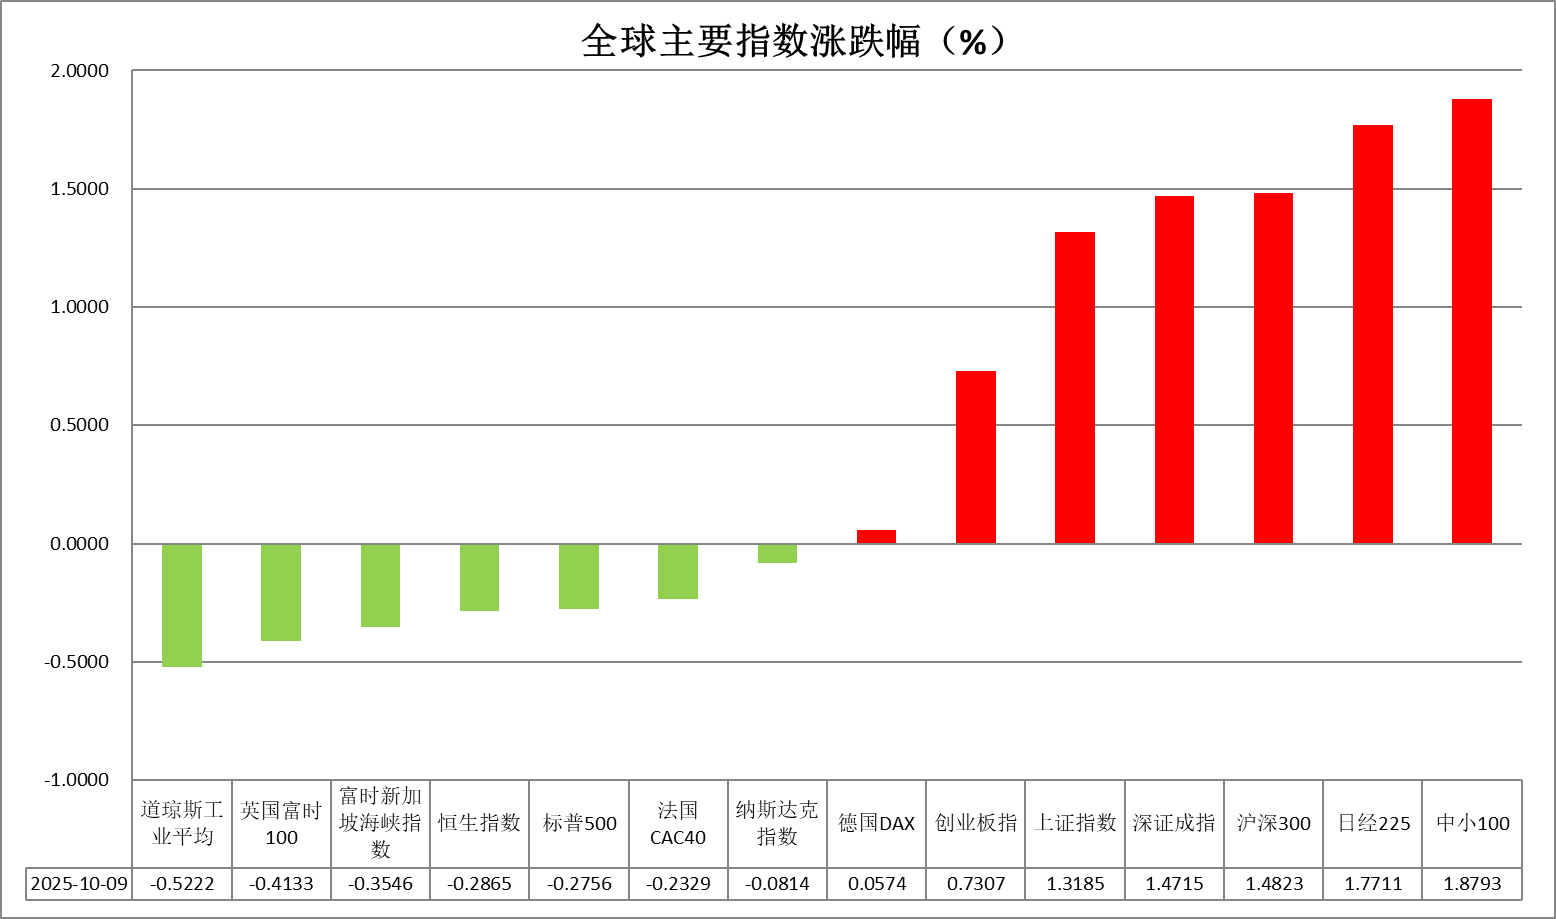 全球主要指数涨跌幅（%）
2.0000
1.5000
1.0000
0.5000
0.0000
-0.5000
-1.0000
道琼斯工
业平均
英国富时
100
富时新加
坡海峡指
数
恒生指数
标普500
法国
CAC40
纳斯达克
指数
德国DAX
创业板指
上证指数
深证成指
沪深300
日经225
中小100
2025-10-09 -0.5222 -0.4133 -0.3546 -0.2865 -0.2756 -0.2329 -0.0814 0.0574 0.7307 1.3185 1.4715 1.4823 1.7711 1.8793